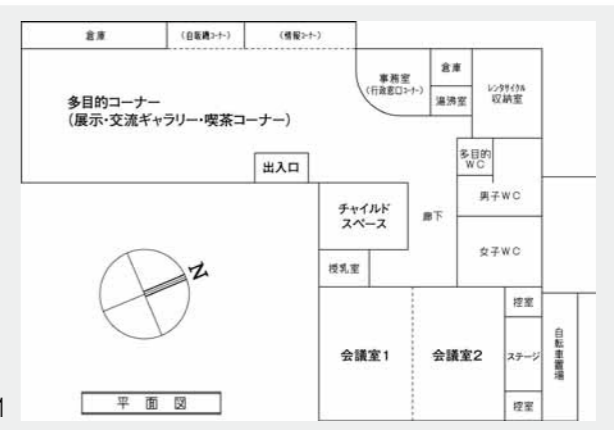 倉庫
(自販機コーナー)
(情報コーナー)
多目的コーナー
(展示・交流ギャラリー・喫茶コーナー)
事務室
(行政窓口コーナー)
倉庫
湯沸室
レンタサイクル
収納室
出入口
多目的
WC
男子WC
チャイルド
スペース
廊下
女子WC
授乳室
N
会議室1
会議室2
控室
ステージ
控室
自転車置場
平面図